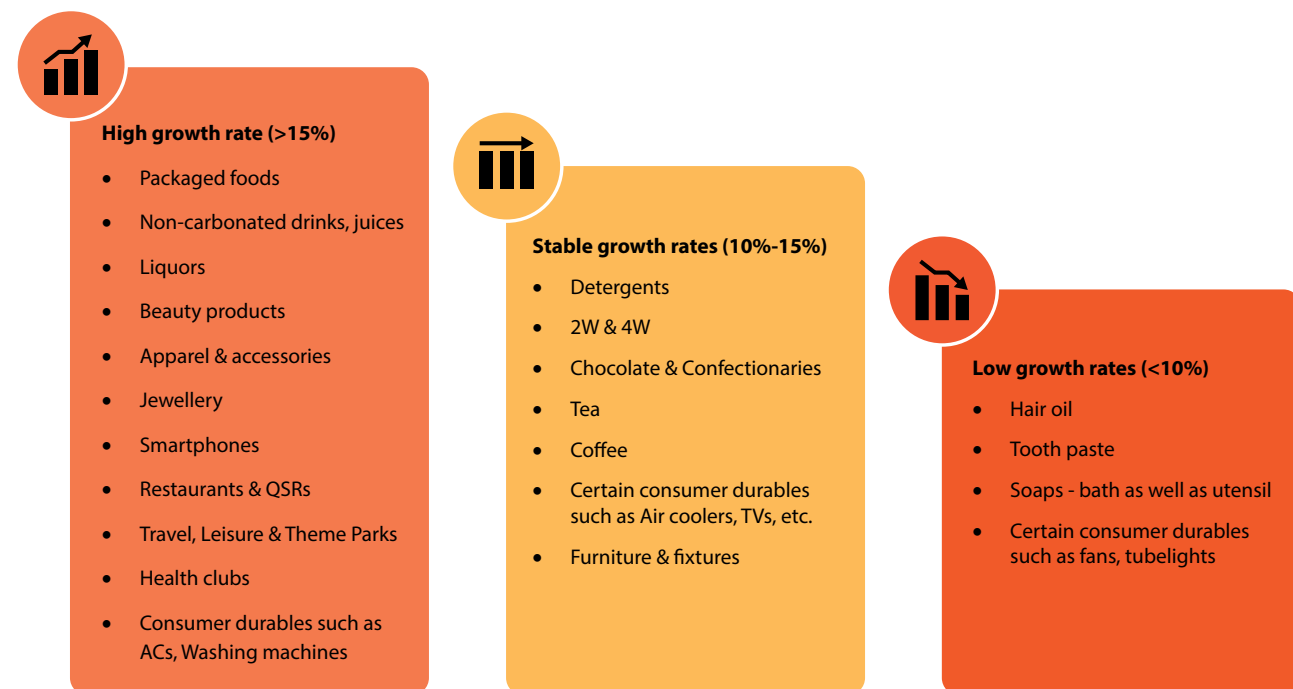 High growth rate (>15%)
• Packaged foods
• Non-carbonated drinks, juices
• Liquors
• Beauty products
• Apparel & accessories
• Jewellery
• Smartphones
• Restaurants & QSRs
• Travel, Leisure & Theme Parks
• Health clubs
• Consumer durables such as
ACs, Washing machines
Stable growth rates (10%-15%)
• Detergents
• 2W & 4W
• Chocolate & Confectionaries
• Tea
• Coffee
• Certain consumer durables
such as Air coolers, TVs, etc.
• Furniture & fixtures
Low growth rates (<10%)
• Hair oil
• Tooth paste
• Soaps - bath as well as utensil
• Certain consumer durables
such as fans, tubelights